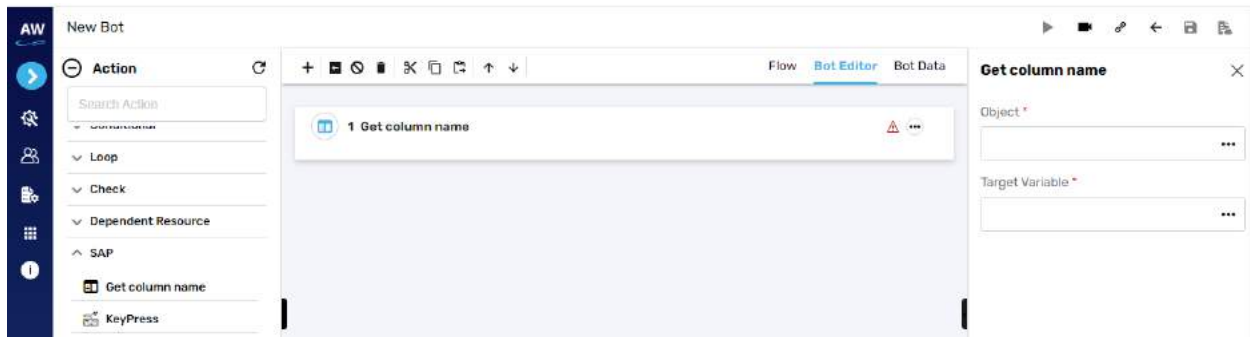 AW
New Bot
Action
Search Action
Conditional
Loop
Check
Dependent Resource
SAP
Get column name
KeyPress
Flow
Bot Editor
Bot Data
1 Get column name
Get column name
Object *
Target Variable *